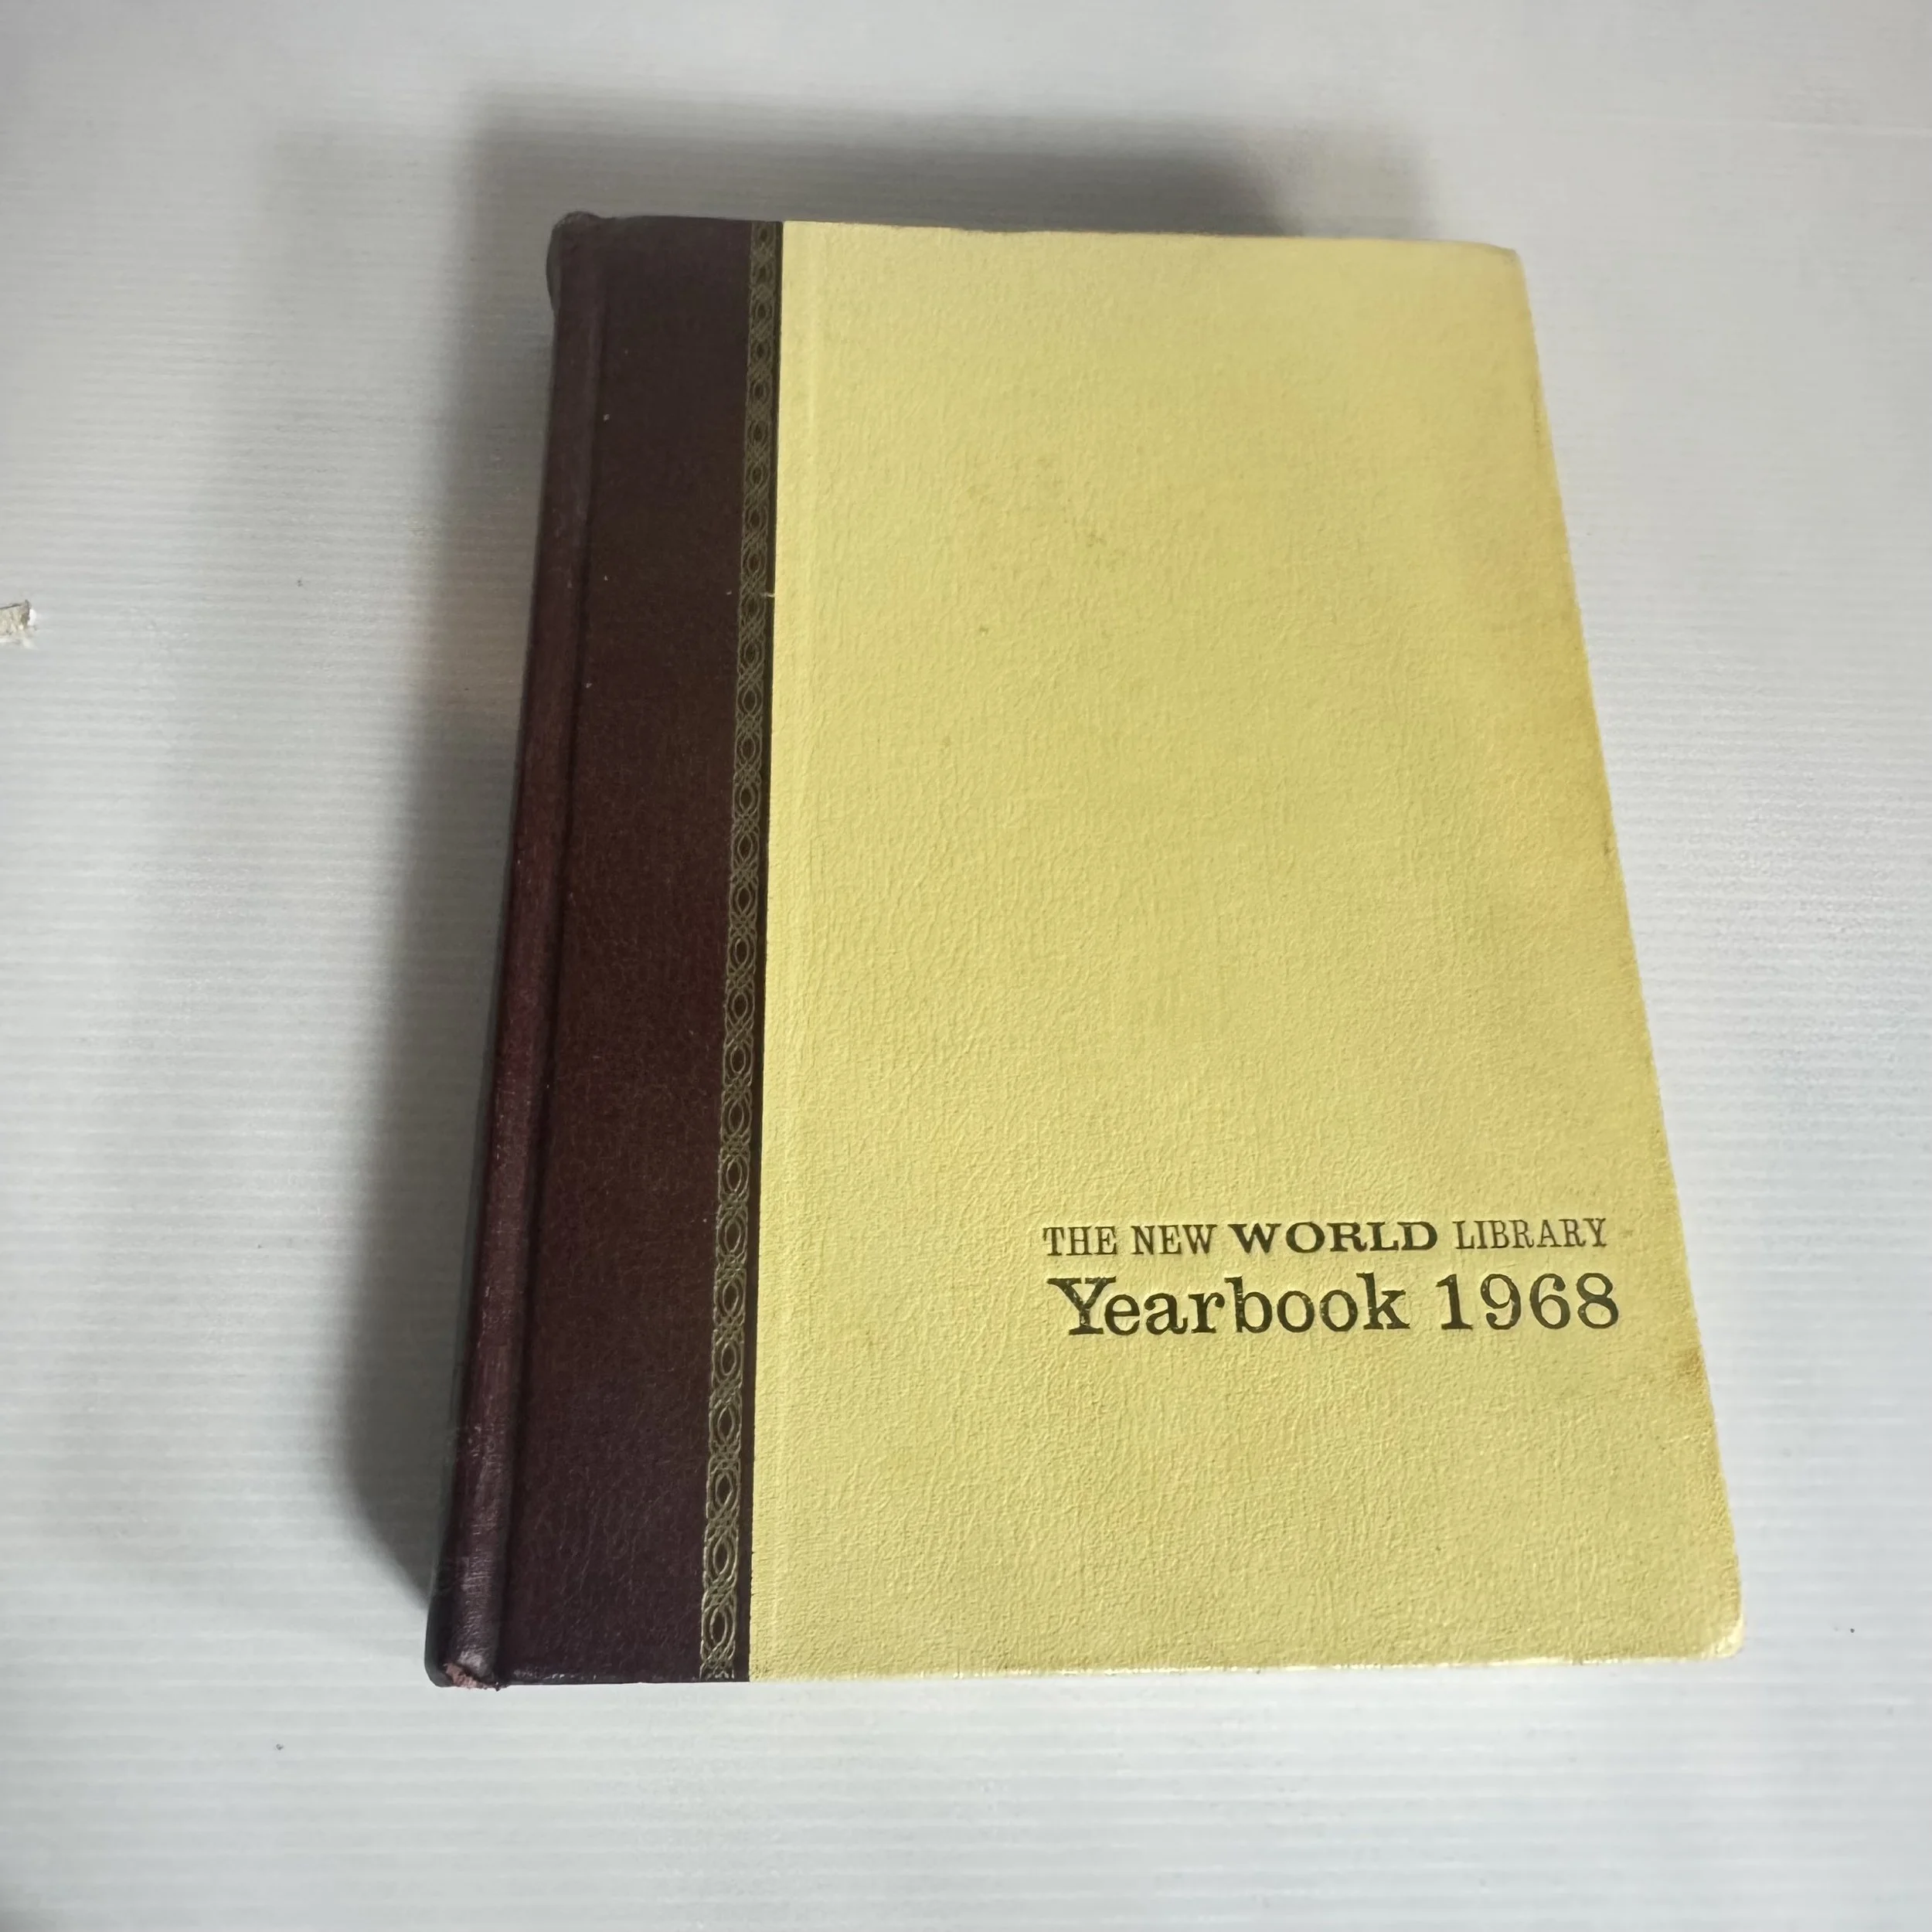 THE NEW WORLD LIBRARY
Yearbook 1968